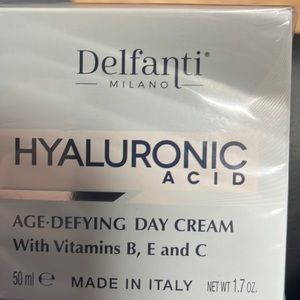 Delfanti®
MILANO
HYALURONIC
ACID
AGE-DEFYING DAY CREAM
With Vitamins B, E and C
50 ml ℮ MADE IN ITALY NET WT 1.7 OZ.